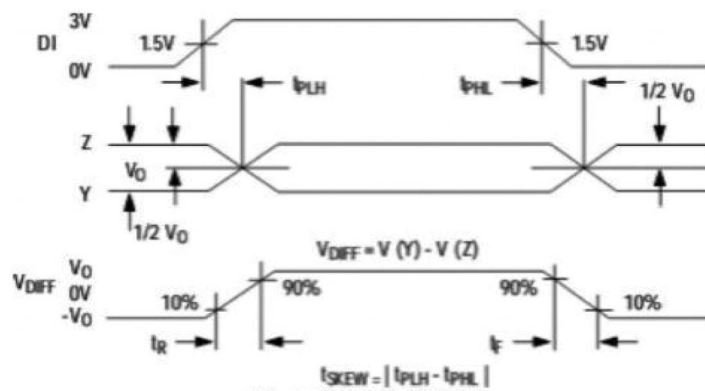 3V
DI 1.5V 1.5V
0V
tPLH tPHL 1/2 VO
Z
VO
Y
1/2 VO
VDIFF = V (Y) - V (Z)
VO
VDIFF 0V 10% 90% 90% 10%
-VO
tR tF
tSKEW = | tPLH - tPHL |